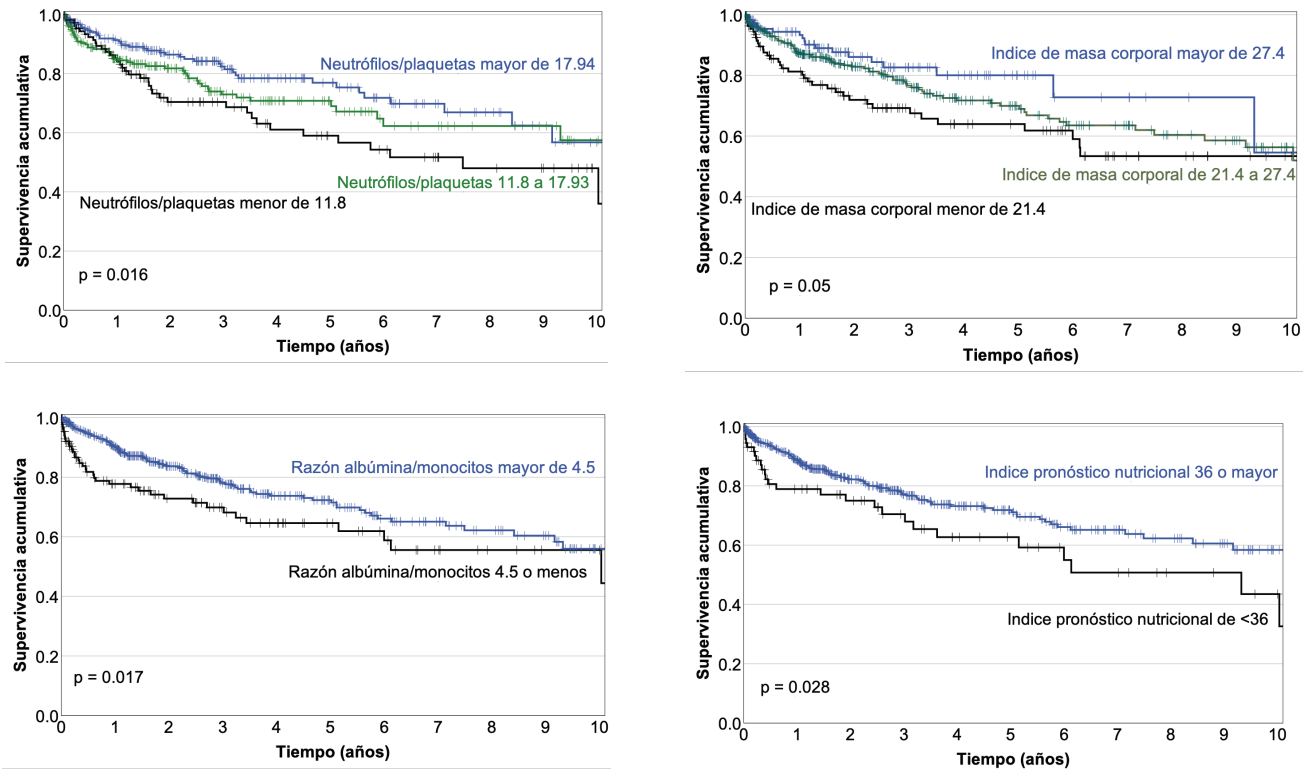 Supervivencia acumulativa
1.0
0.8
0.6
0.4
0.2
0.0
Neutrófilos/plaquetas mayor de 17.94
Neutrófilos/plaquetas 11.8 a 17.93
Neutrófilos/plaquetas menor de 11.8
p = 0.016
0 1 2 3 4 5 6 7 8 9 10
Tiempo (años)
Supervivencia acumulativa
1.0
0.8
0.6
0.4
0.2
0.0
Indice de masa corporal mayor de 27.4
Indice de masa corporal de 21.4 a 27.4
Indice de masa corporal menor de 21.4
p = 0.05
0 1 2 3 4 5 6 7 8 9 10
Tiempo (años)
Supervivencia acumulativa
1.0
0.8
0.6
0.4
0.2
0.0
Razón albúmina/monocitos mayor de 4.5
Razón albúmina/monocitos 4.5 o menos
p = 0.017
0 1 2 3 4 5 6 7 8 9 10
Tiempo (años)
Supervivencia acumulativa
1.0
0.8
0.6
0.4
0.2
0.0
Indice pronóstico nutricional 36 o mayor
Indice pronóstico nutricional de <36
p = 0.028
0 1 2 3 4 5 6 7 8 9 10
Tiempo (años)